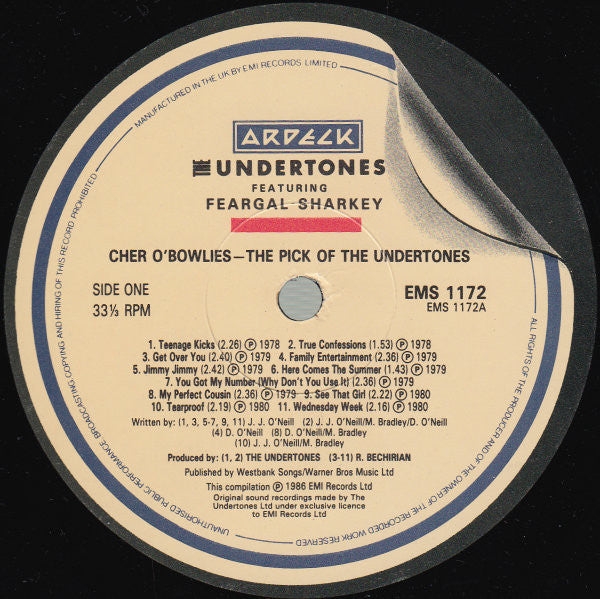 MANUFACTURED IN THE UK BY EMI RECORDS LIMITED
ARDECK
THE UNDERTONES
FEATURING
FEARGAL SHARKEY
CHER O'BOWLIES—THE PICK OF THE UNDERTONES
SIDE ONE
33⅓ RPM
EMS 1172
EMS 1172A
1. Teenage Kicks (2.26) Ⓟ 1978 2. True Confessions (1.53) Ⓟ 1978
3. Get Over You (2.40) Ⓟ 1979 4. Family Entertainment (2.36) Ⓟ 1979
5. Jimmy Jimmy (2.42) Ⓟ 1979 6. Here Comes The Summer (1.43) Ⓟ 1979
7. You Got My Number (Why Don't You Use It) (2.36) Ⓟ 1979
8. My Perfect Cousin (2.36) Ⓟ 1979 9. See That Girl (2.22) Ⓟ 1980
10. Tearproof (2.19) Ⓟ 1980 11. Wednesday Week (2.16) Ⓟ 1980
Written by: (1, 3, 5-7, 9, 11) J. J. O'Neill (2) J. J. O'Neill/M. Bradley/D. O'Neill
(4) D. O'Neill (8) D. O'Neill/M. Bradley
(10) J. J. O'Neill/M. Bradley
Produced by: (1, 2) THE UNDERTONES (3-11) R. BECHIRIAN
Published by Westbank Songs/Warner Bros Music Ltd
This compilation Ⓟ 1986 EMI Records Ltd
Original sound recordings made by The
Undertones Ltd under exclusive licence
to EMI Records Ltd
ALL RIGHTS OF THE PRODUCER AND OF THE OWNER OF THE RECORDED WORK RESERVED
UNAUTHORISED PUBLIC PERFORMANCE BROADCASTING COPYING AND HIRING OF THIS RECORD PROHIBITED